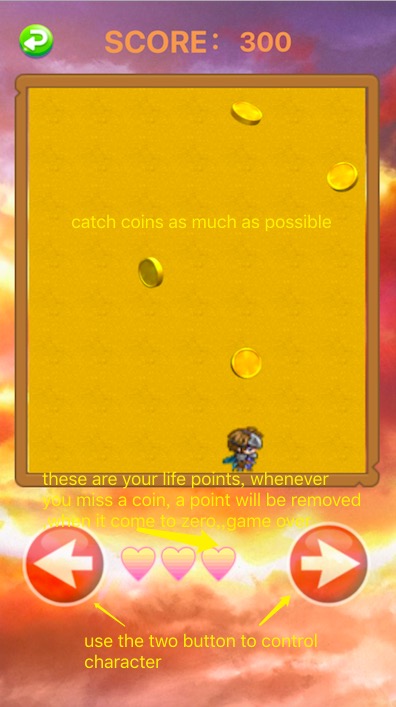 SCORE： 300
catch coins as much as possible
these are your life points, whenever
you miss a coin, a point will be removed
,when it come to zero,,game over
use the two button to control
character